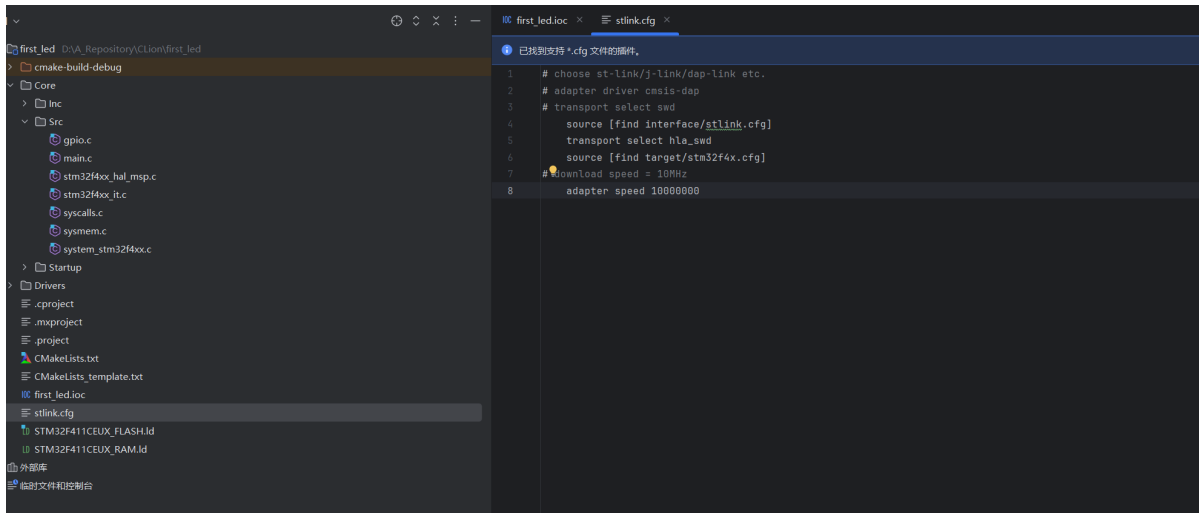 first_led.ioc
stlink.cfg
first_led D:\A_Repository\CLion\first_led
已找到支持 *.cfg 文件的插件。
cmake-build-debug
Core
Inc
Src
gpio.c
main.c
stm32f4xx_hal_msp.c
stm32f4xx_it.c
syscalls.c
sysmem.c
system_stm32f4xx.c
Startup
Drivers
.cproject
.mxproject
.project
CMakeLists.txt
CMakeLists_template.txt
IOC first_led.ioc
stlink.cfg
LD STM32F411CEUX_FLASH.ld
LD STM32F411CEUX_RAM.ld
外部库
临时文件和控制台
1 # choose st-link/j-link/dap-link etc.
2 # adapter driver cmsis-dap
3 # transport select swd
4 source [find interface/stlink.cfg]
5 transport select hla_swd
6 source [find target/stm32f4x.cfg]
7 # download speed = 10MHz
8 adapter speed 10000000